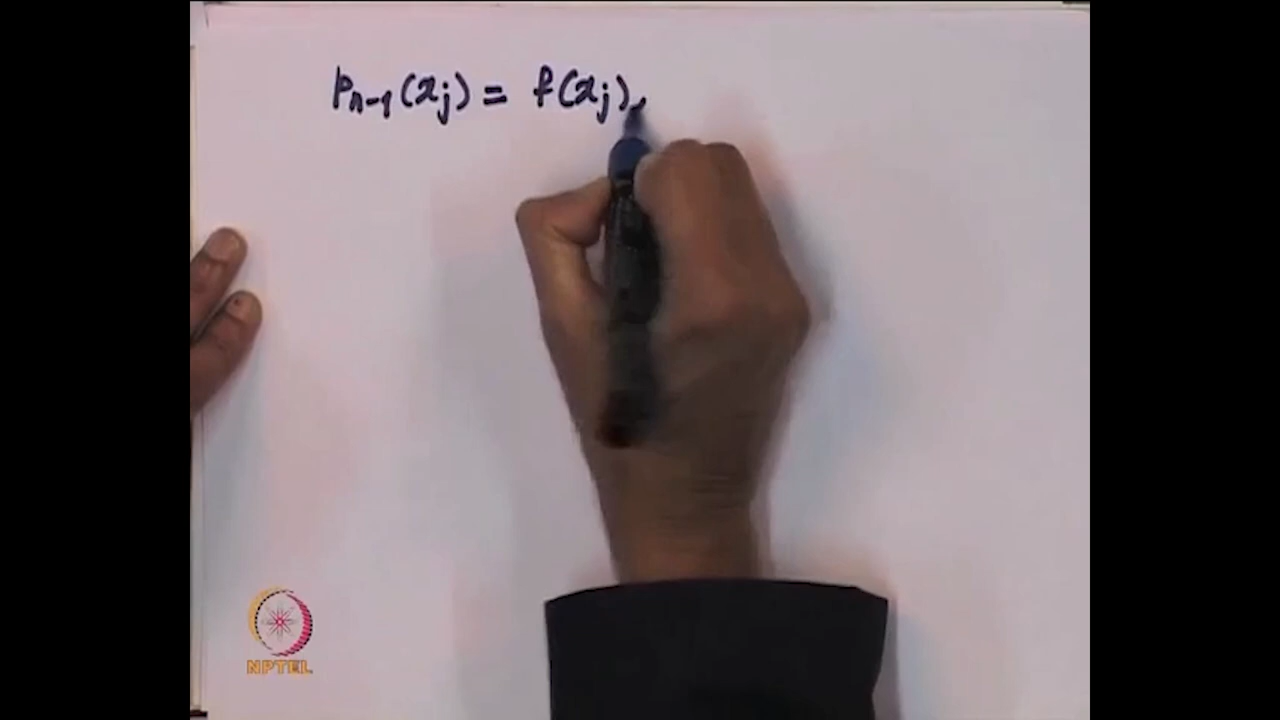 pₙ₋₁(xⱼ) = f(xⱼ),
NPTEL